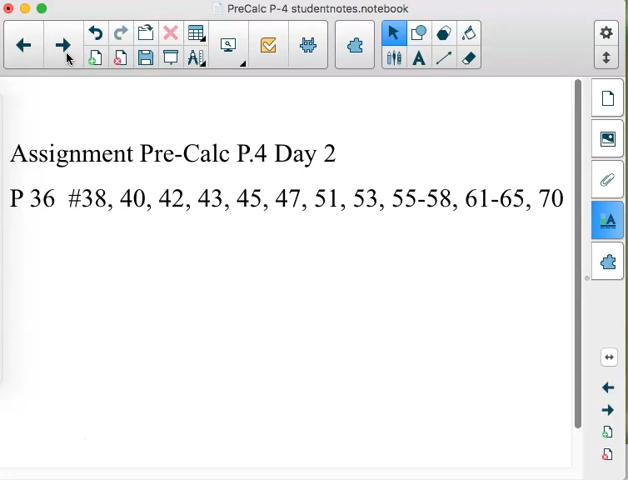 PreCalc P-4 studentnotes.notebook
Assignment Pre-Calc P.4 Day 2
P 36 #38, 40, 42, 43, 45, 47, 51, 53, 55-58, 61-65, 70